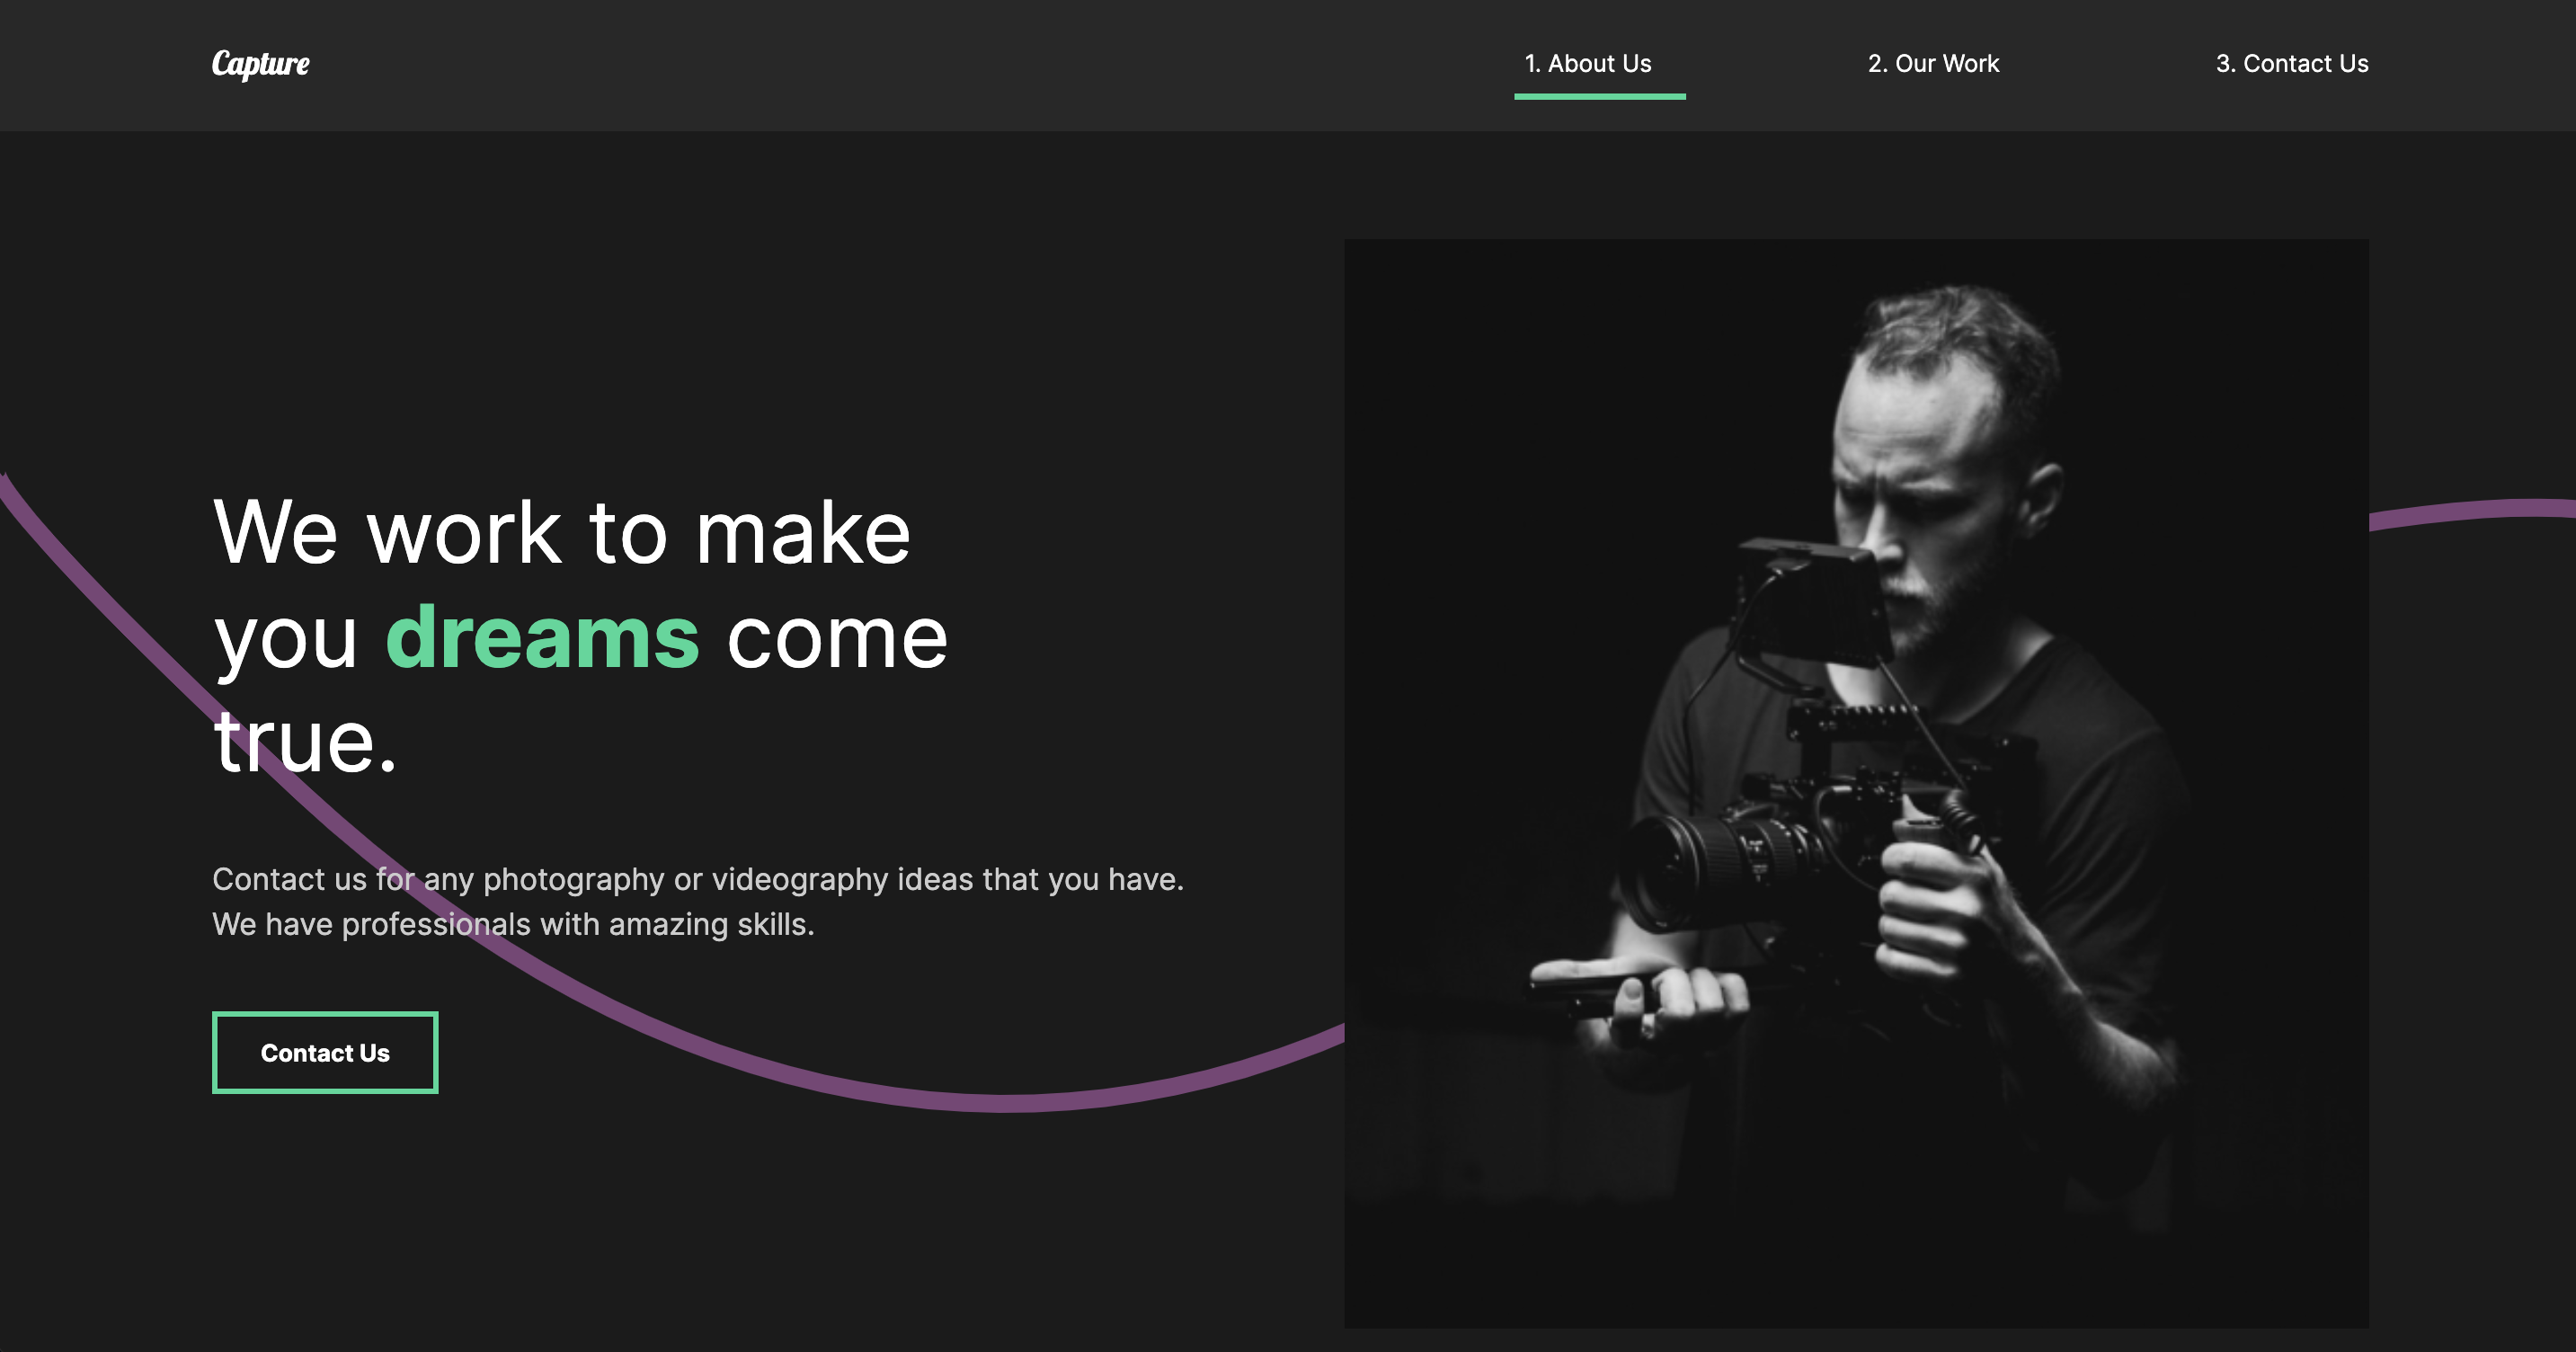 Capture
1. About Us
2. Our Work
3. Contact Us
We work to make
you dreams come
true.
Contact us for any photography or videography ideas that you have.
We have professionals with amazing skills.
Contact Us